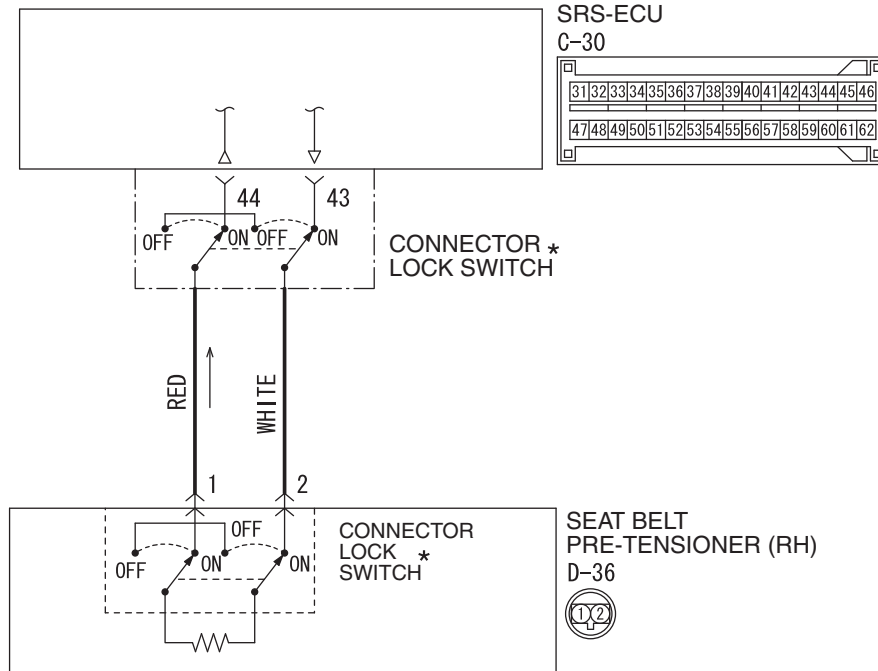 SRS-ECU
C-30
31 32 33 34 35 36 37 38 39 40 41 42 43 44 45 46
47 48 49 50 51 52 53 54 55 56 57 58 59 60 61 62
44 43
OFF ON OFF ON
CONNECTOR *
LOCK SWITCH
RED
WHITE
1 2
OFF
OFF ON ON
CONNECTOR
LOCK *
SWITCH
SEAT BELT
PRE-TENSIONER (RH)
D-36
1 2